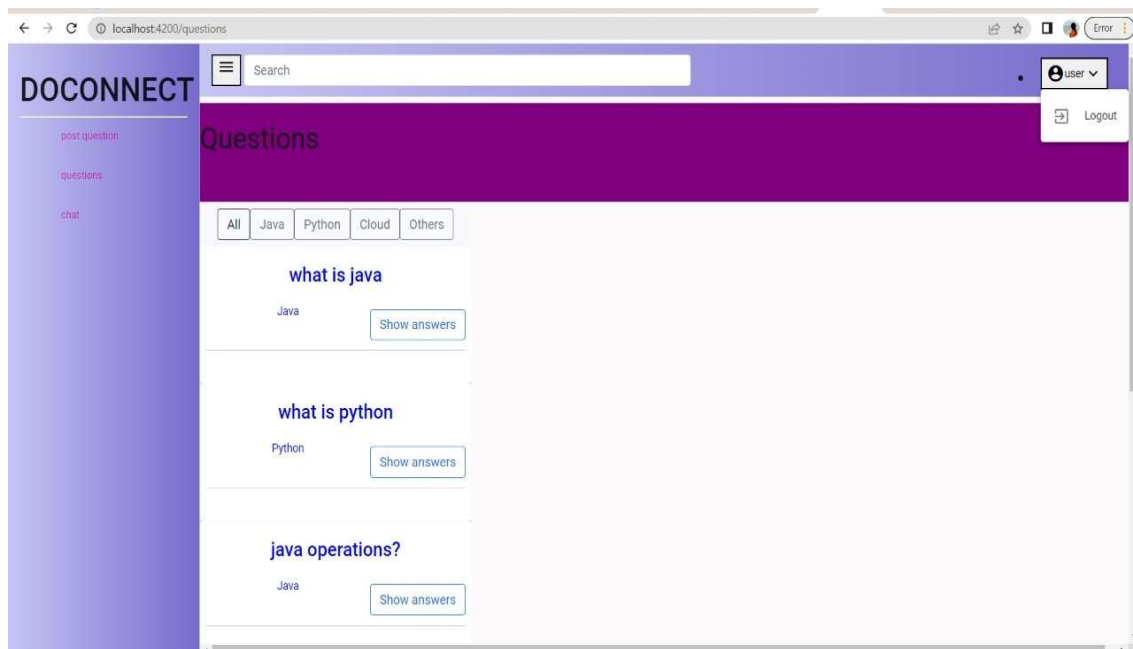 localhost:4200/questions
Error
DOCONNECT
Search
user
Logout
post question
questions
chat
Questions
All Java Python Cloud Others
what is java
Java
Show answers
what is python
Python
Show answers
java operations?
Java
Show answers